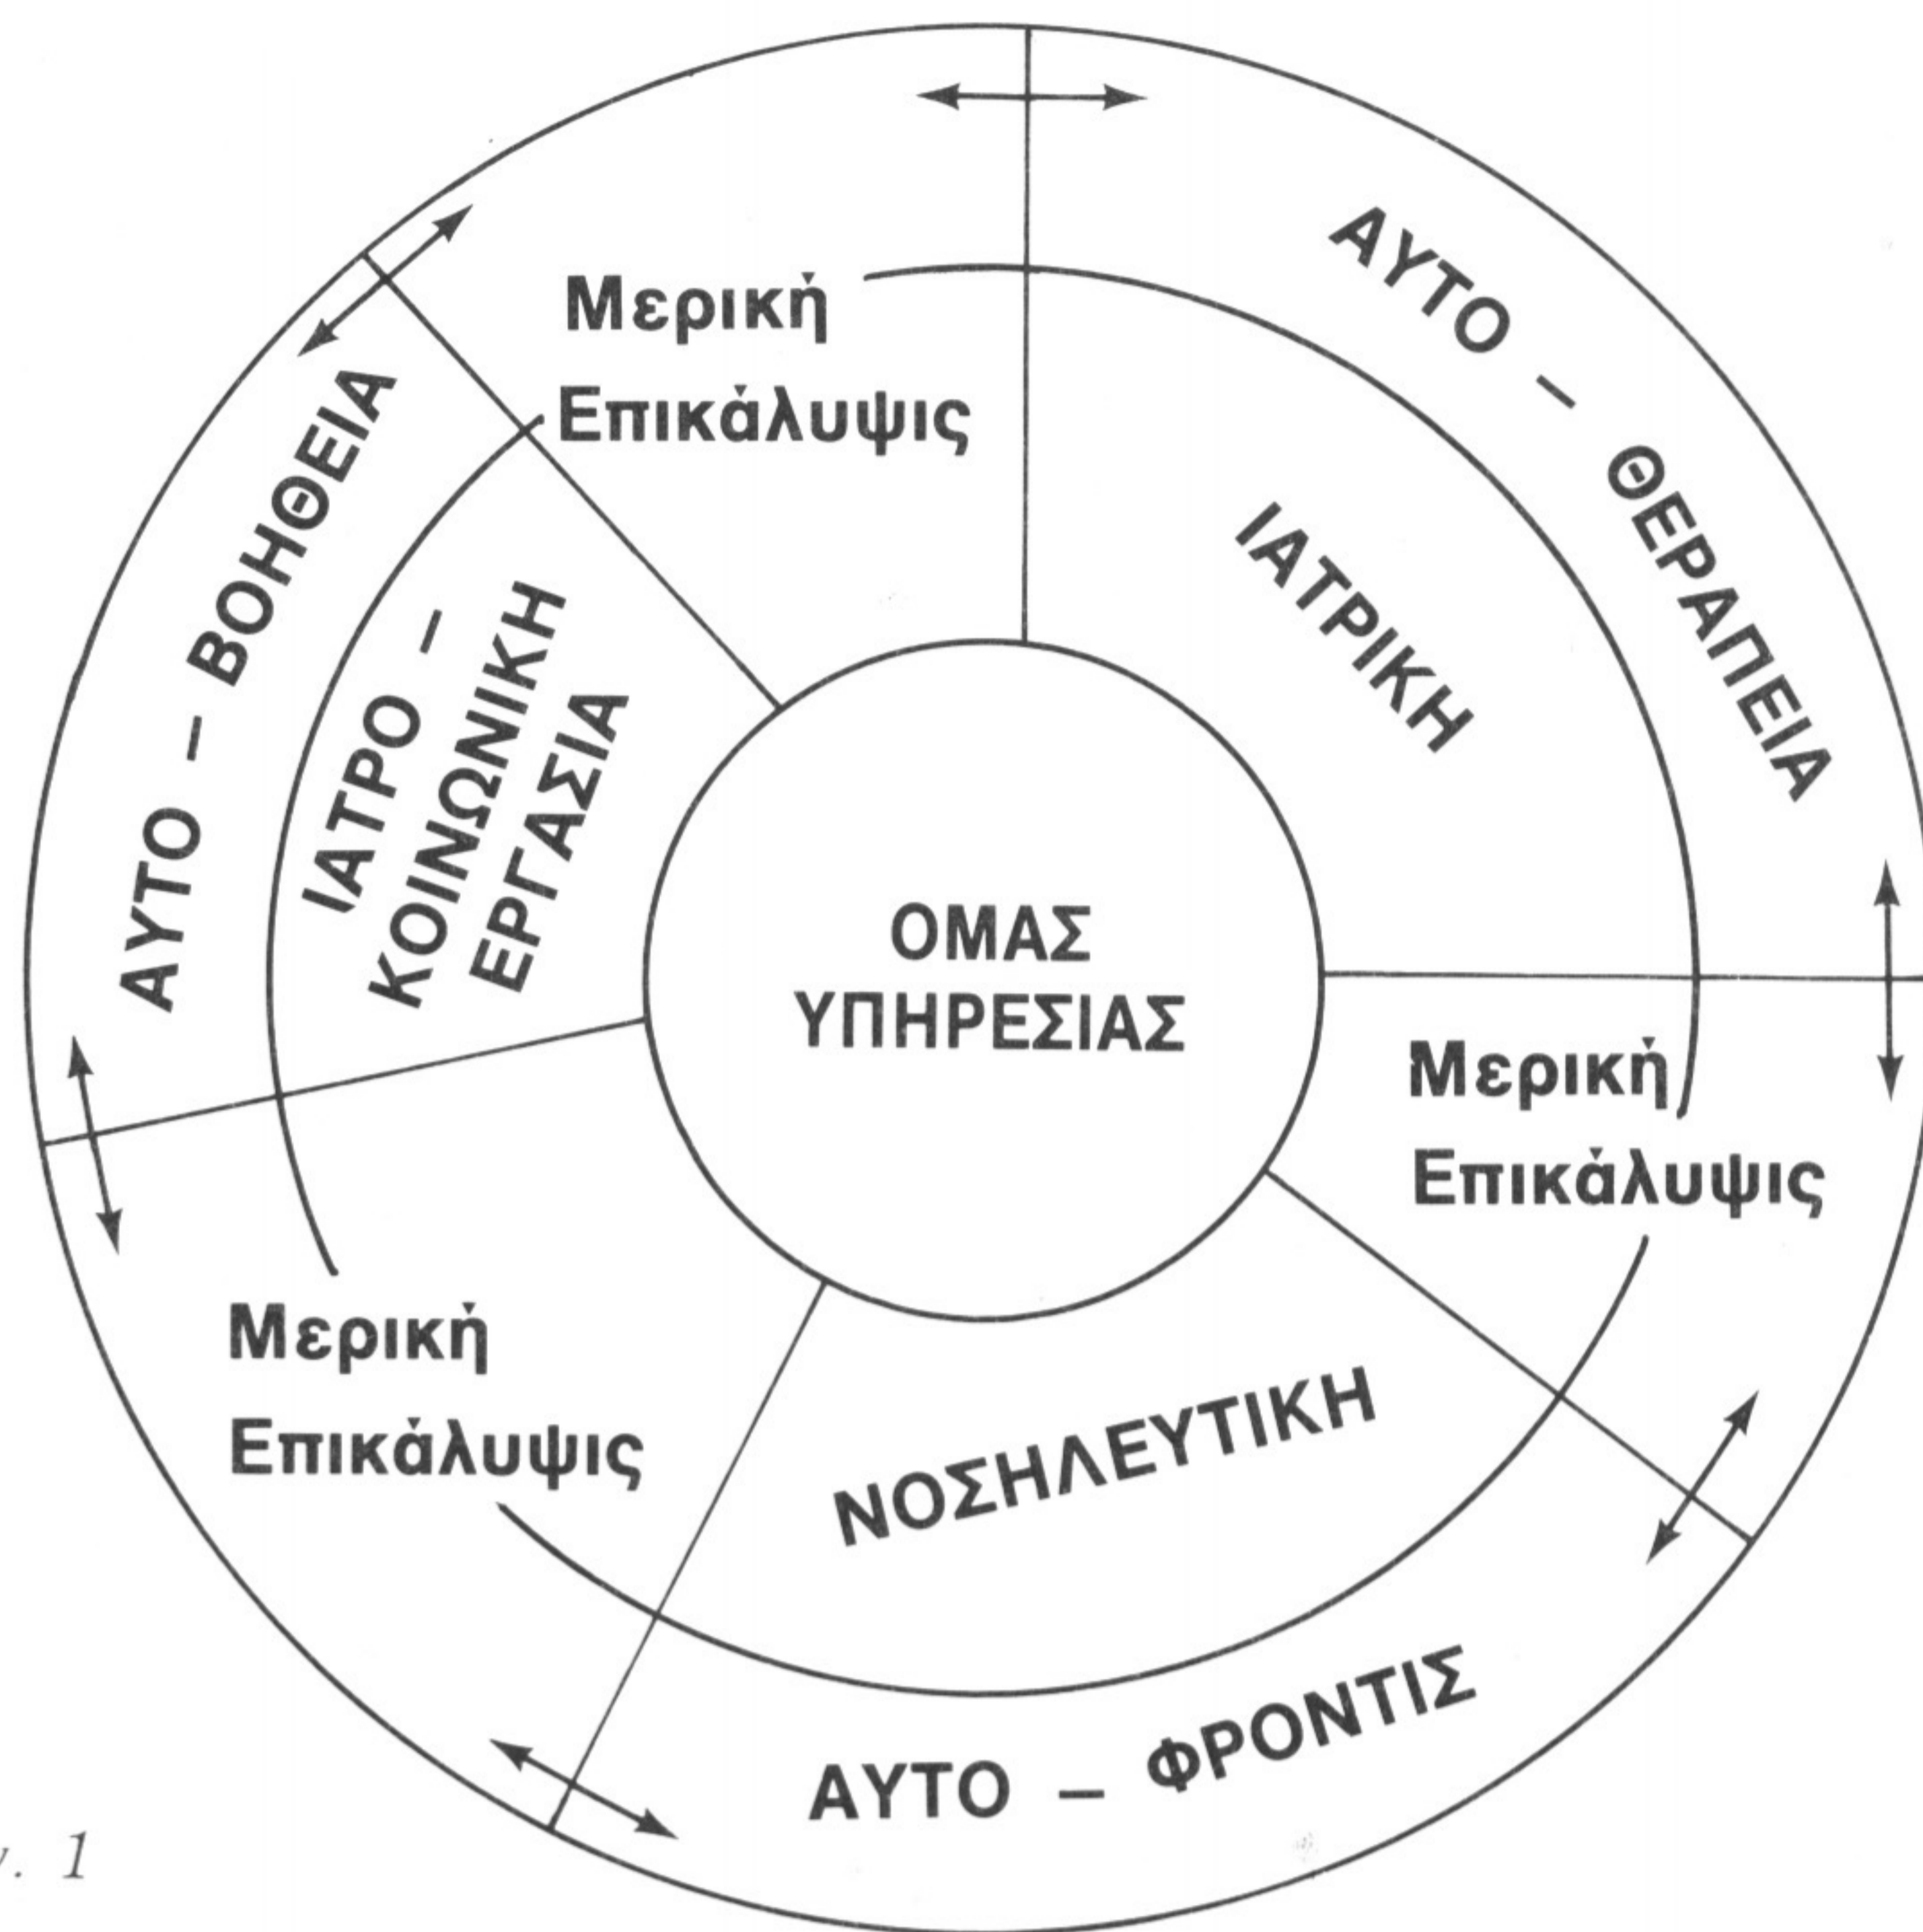 ΑΥΤΟ – ΘΕΡΑΠΕΙΑ
Μερική
Επικάλυψις
ΙΑΤΡΙΚΗ
ΑΥΤΟ – ΒΟΗΘΕΙΑ
ΙΑΤΡΟ –
ΚΟΙΝΩΝΙΚΗ
ΕΡΓΑΣΙΑ
ΟΜΑΣ
ΥΠΗΡΕΣΙΑΣ
Μερική
Επικάλυψις
Μερική
Επικάλυψις
ΝΟΣΗΛΕΥΤΙΚΗ
ΑΥΤΟ – ΦΡΟΝΤΙΣ
1